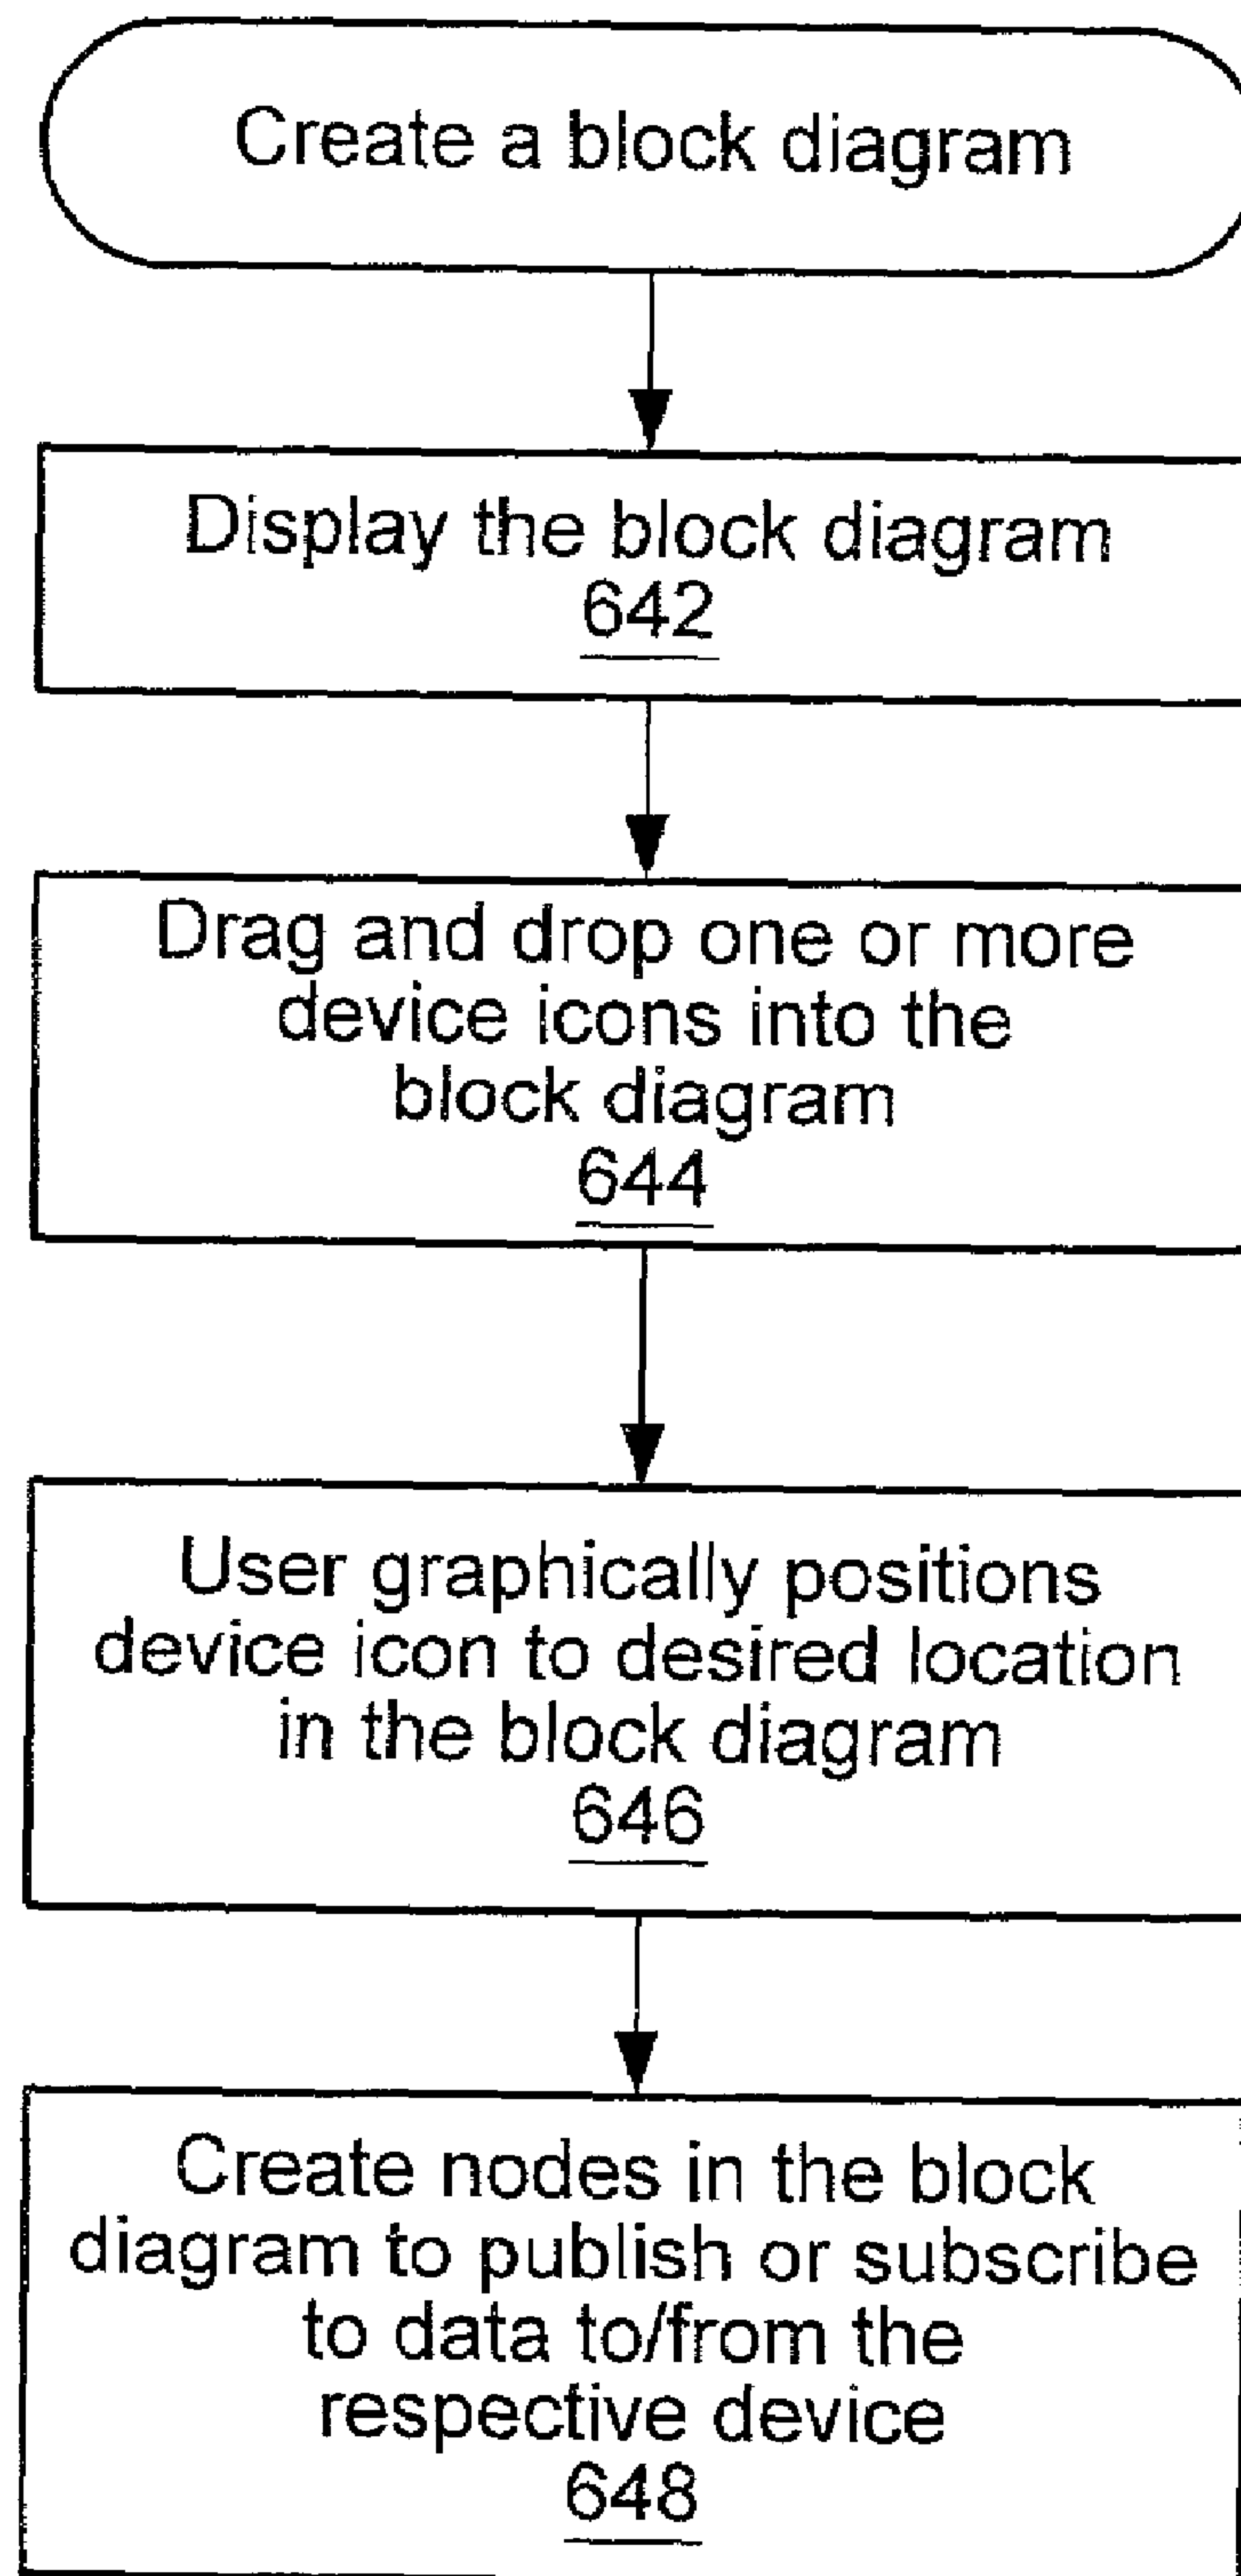 Create a block diagram
Display the block diagram
642
Drag and drop one or more
device icons into the
block diagram
644
User graphically positions
device icon to desired location
in the block diagram
646
Create nodes in the block
diagram to publish or subscribe
to data to/from the
respective device
648